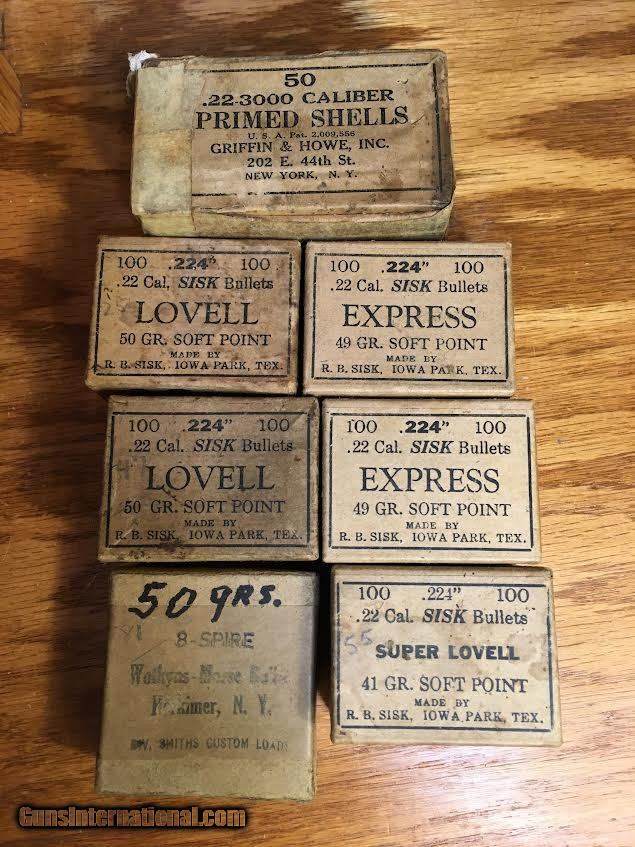 50
.22-3000 CALIBER
PRIMED SHELLS
U. S. A. Pat. 2,009,556
GRIFFIN & HOWE, INC.
202 E. 44th St.
NEW YORK, N. Y.
100 .224" 100
.22 Cal. SISK Bullets
LOVELL
50 GR. SOFT POINT
MADE BY
R. B. SISK, IOWA PARK, TEX.
100 .224" 100
.22 Cal. SISK Bullets
EXPRESS
49 GR. SOFT POINT
MADE BY
R. B. SISK, IOWA PARK, TEX.
100 .224" 100
.22 Cal. SISK Bullets
LOVELL
50 GR. SOFT POINT
MADE BY
R. B. SISK, IOWA PARK, TEX.
100 .224" 100
.22 Cal. SISK Bullets
EXPRESS
49 GR. SOFT POINT
MADE BY
R. B. SISK, IOWA PARK, TEX.
50 gRS.
8-SPIRE
N. Y.
SMITHS CUSTOM LOADS
100 .224" 100
.22 Cal. SISK Bullets
55
SUPER LOVELL
41 GR. SOFT POINT
MADE BY
R. B. SISK, IOWA PARK, TEX.
GunsInternational.com